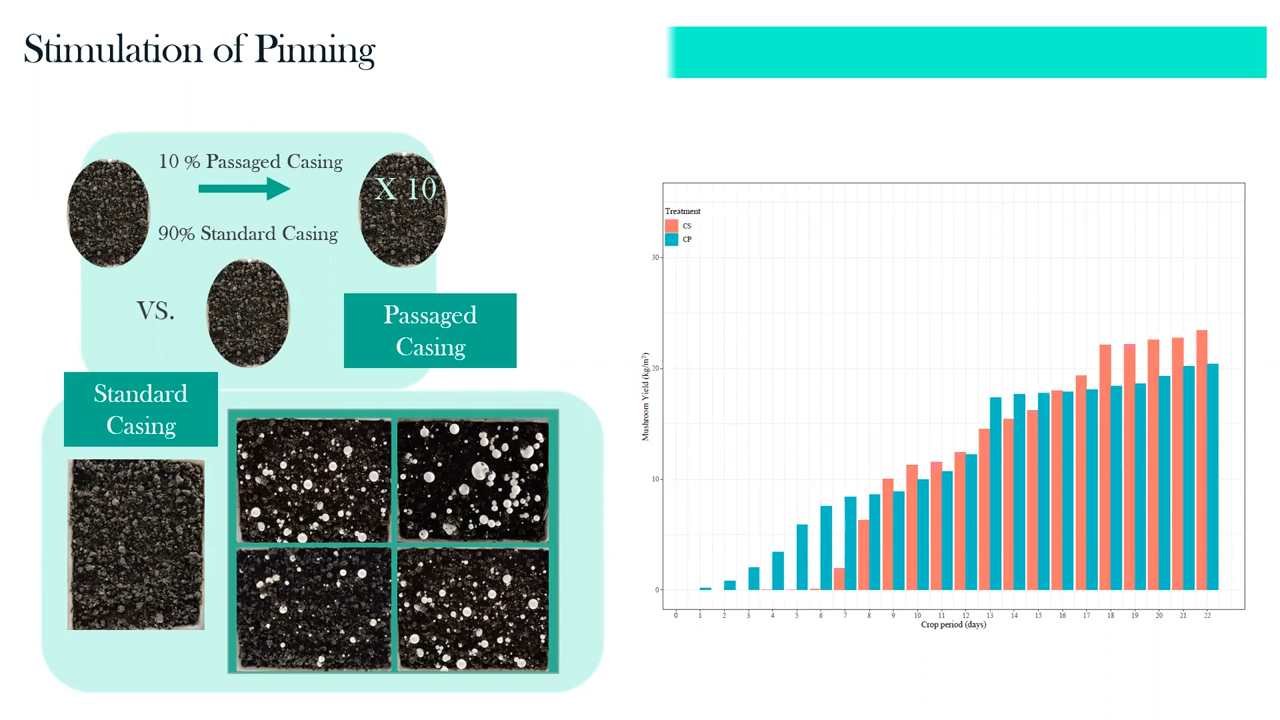 Stimulation of Pinning
10 % Passaged Casing
X 10
90% Standard Casing
VS.
Passaged
Casing
Standard
Casing
Treatment
CS
CP
30
20
10
0
Mushroom Yield (kg/m²)
0 1 2 3 4 5 6 7 8 9 10 11 12 13 14 15 16 17 18 19 20 21 22
Crop period (days)